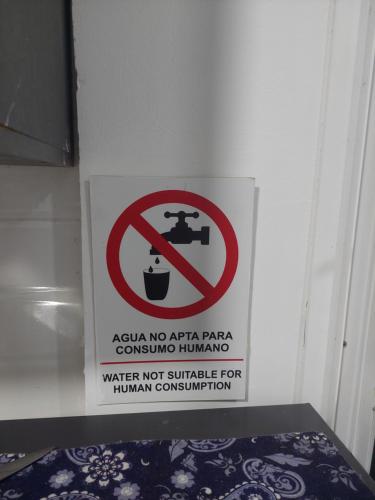 AGUA NO APTA PARA
CONSUMO HUMANO
WATER NOT SUITABLE FOR
HUMAN CONSUMPTION